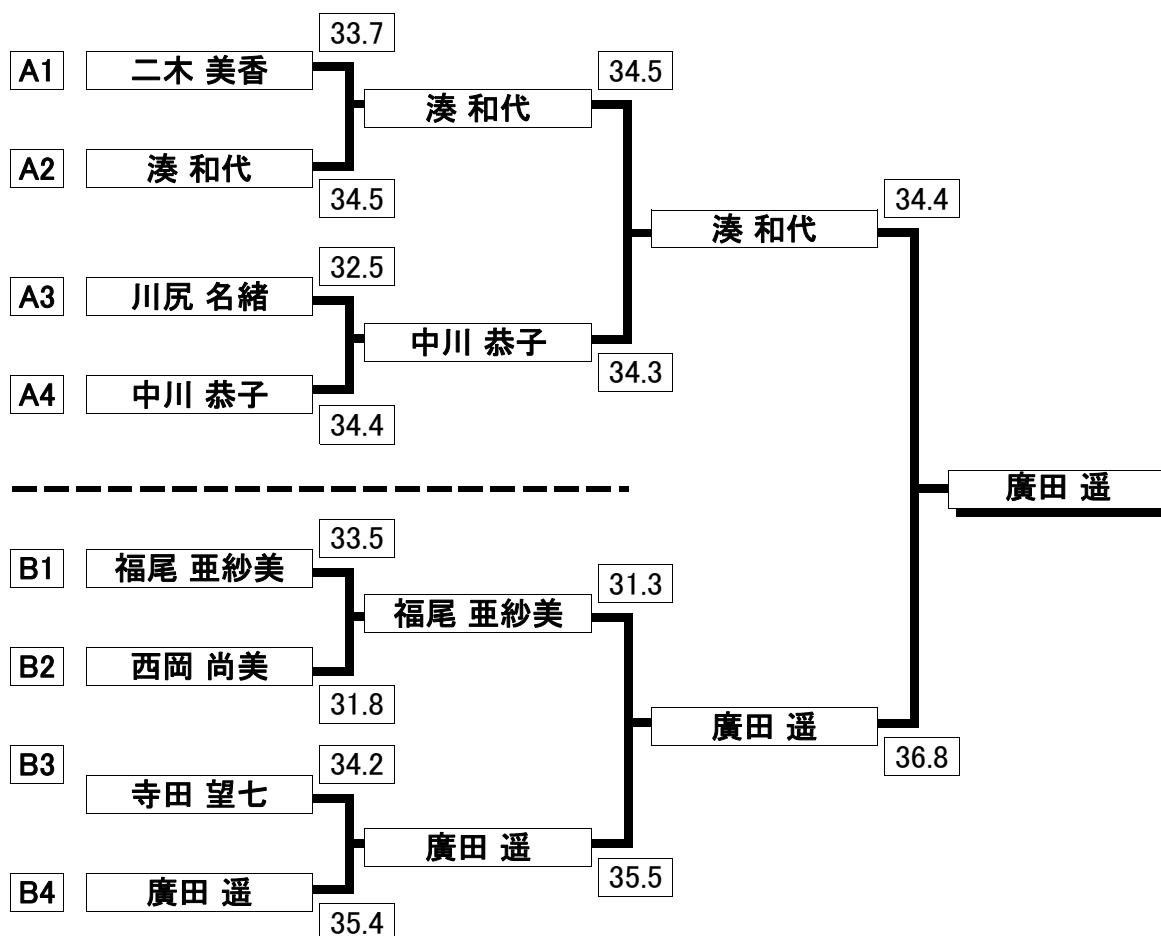 33.7
A1 二木 美香
34.5
湊 和代
A2 湊 和代
34.5
34.4
湊 和代
32.5
A3 川尻 名緒
中川 恭子
34.3
A4 中川 恭子
34.4
廣田 遥
33.5
B1 福尾 亜紗美
31.3
福尾 亜紗美
B2 西岡 尚美
31.8
廣田 遥
36.8
B3 34.2
寺田 望七
廣田 遥
35.5
B4 廣田 遥
35.4